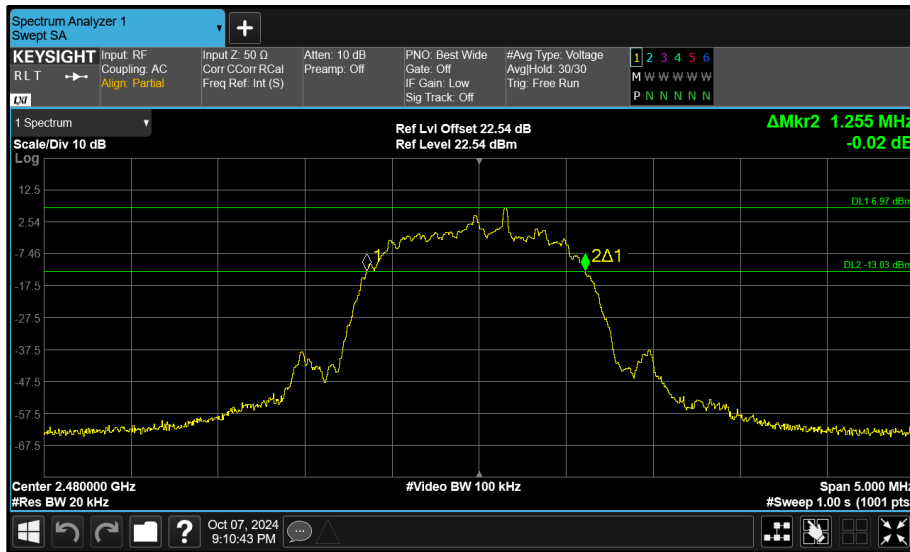 Spectrum Analyzer 1
Swept SA
KEYSIGHT
R L T
LXI
Input: RF
Coupling: AC
Align: Partial
Input Z: 50 Ω
Corr CCorr RCal
Freq Ref: Int (S)
Atten: 10 dB
Preamp: Off
PNO: Best Wide
Gate: Off
IF Gain: Low
Sig Track: Off
#Avg Type: Voltage
Avg|Hold: 30/30
Trig: Free Run
1 2 3 4 5 6
M W W W W W
P N N N N N
1 Spectrum
Scale/Div 10 dB
Ref Lvl Offset 22.54 dB
Ref Level 22.54 dBm
ΔMkr2 1.255 MHz
-0.02 dB
Log
12.5
DL1 6.97 dBm
2.54
-7.46
1
2Δ1
DL2 -13.03 dBm
-17.5
-27.5
-37.5
-47.5
-57.5
-67.5
Center 2.480000 GHz
#Video BW 100 kHz
Span 5.000 MHz
#Res BW 20 kHz
#Sweep 1.00 s (1001 pts
?
Oct 07, 2024
9:10:43 PM